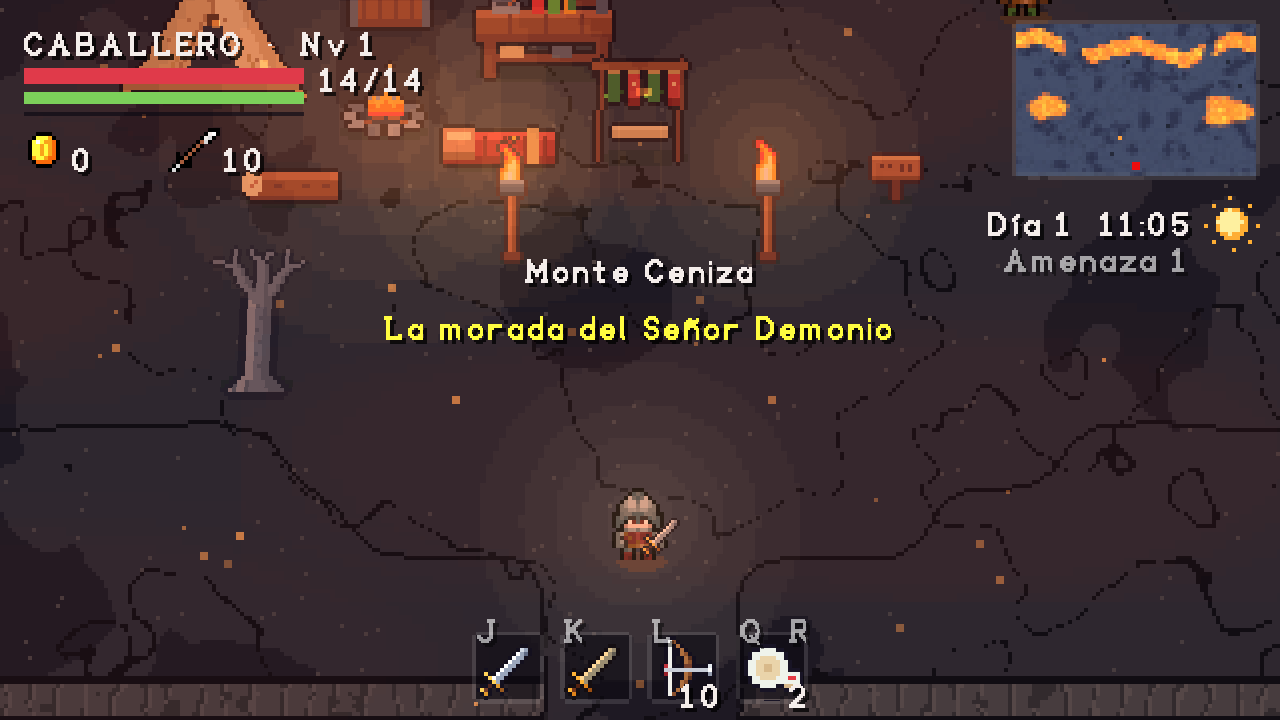 CABALLERO Nv 1
14/14
0 10
Día 1 11:05
Amenaza 1
Monte Ceniza
La morada del Señor Demonio
J K L Q R
10 2